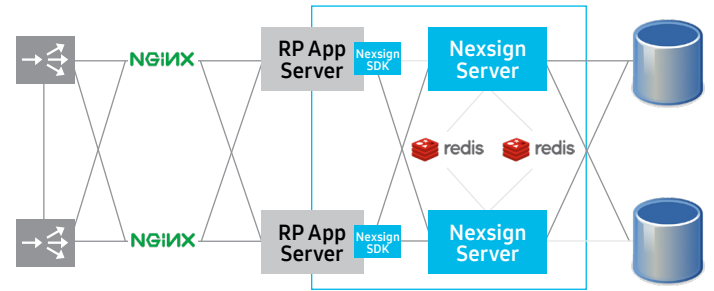 NGiNX
RP App
Server
Nexsign
SDK
Nexsign
Server
redis
redis
NGiNX
RP App
Server
Nexsign
SDK
Nexsign
Server